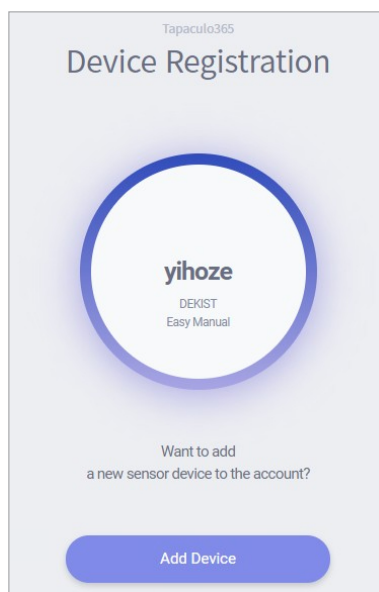 Tapaculo365
Device Registration
yihoze
DEKIST
Easy Manual
Want to add
a new sensor device to the account?
Add Device